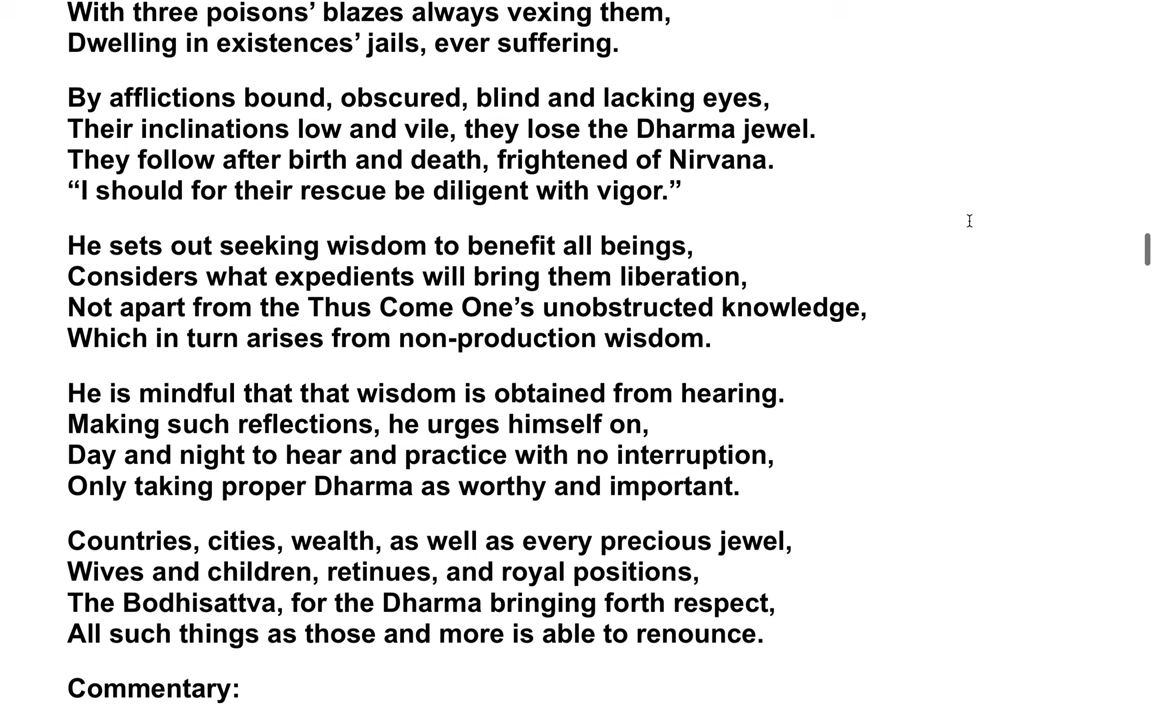 With three poisons’ blazes always vexing them,
Dwelling in existences’ jails, ever suffering.
By afflictions bound, obscured, blind and lacking eyes,
Their inclinations low and vile, they lose the Dharma jewel.
They follow after birth and death, frightened of Nirvana.
“I should for their rescue be diligent with vigor.”
He sets out seeking wisdom to benefit all beings,
Considers what expedients will bring them liberation,
Not apart from the Thus Come One’s unobstructed knowledge,
Which in turn arises from non-production wisdom.
He is mindful that that wisdom is obtained from hearing.
Making such reflections, he urges himself on,
Day and night to hear and practice with no interruption,
Only taking proper Dharma as worthy and important.
Countries, cities, wealth, as well as every precious jewel,
Wives and children, retinues, and royal positions,
The Bodhisattva, for the Dharma bringing forth respect,
All such things as those and more is able to renounce.
Commentary: